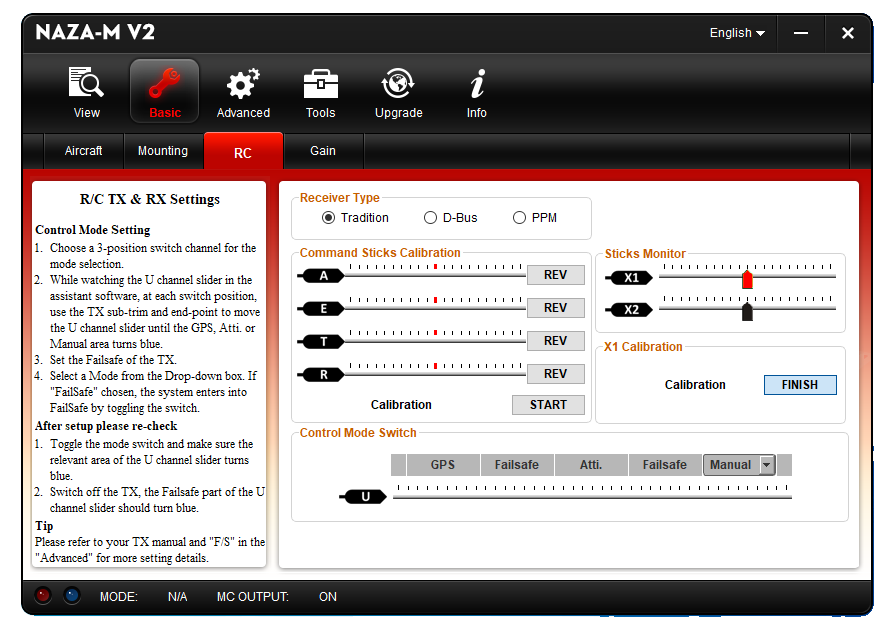 NAZA-M V2
English
View
Basic
Advanced
Tools
Upgrade
Info
Aircraft
Mounting
RC
Gain
R/C TX & RX Settings
Control Mode Setting
1. Choose a 3-position switch channel for the
mode selection.
2. While watching the U channel slider in the
assistant software, at each switch position,
use the TX sub-trim and end-point to move
the U channel slider until the GPS, Atti. or
Manual area turns blue.
3. Set the Failsafe of the TX.
4. Select a Mode from the Drop-down box. If
"FailSafe" chosen, the system enters into
FailSafe by toggling the switch.
After setup please re-check
1. Toggle the mode switch and make sure the
relevant area of the U channel slider turns
blue.
2. Switch off the TX, the Failsafe part of the U
channel slider should turn blue.
Tip
Please refer to your TX manual and "F/S" in the
"Advanced" for more setting details.
Receiver Type
Tradition
D-Bus
PPM
Command Sticks Calibration
A
REV
E
REV
T
REV
R
REV
Calibration
START
Sticks Monitor
X1
X2
X1 Calibration
Calibration
FINISH
Control Mode Switch
GPS
Failsafe
Atti.
Failsafe
Manual
U
MODE:
N/A
MC OUTPUT:
ON